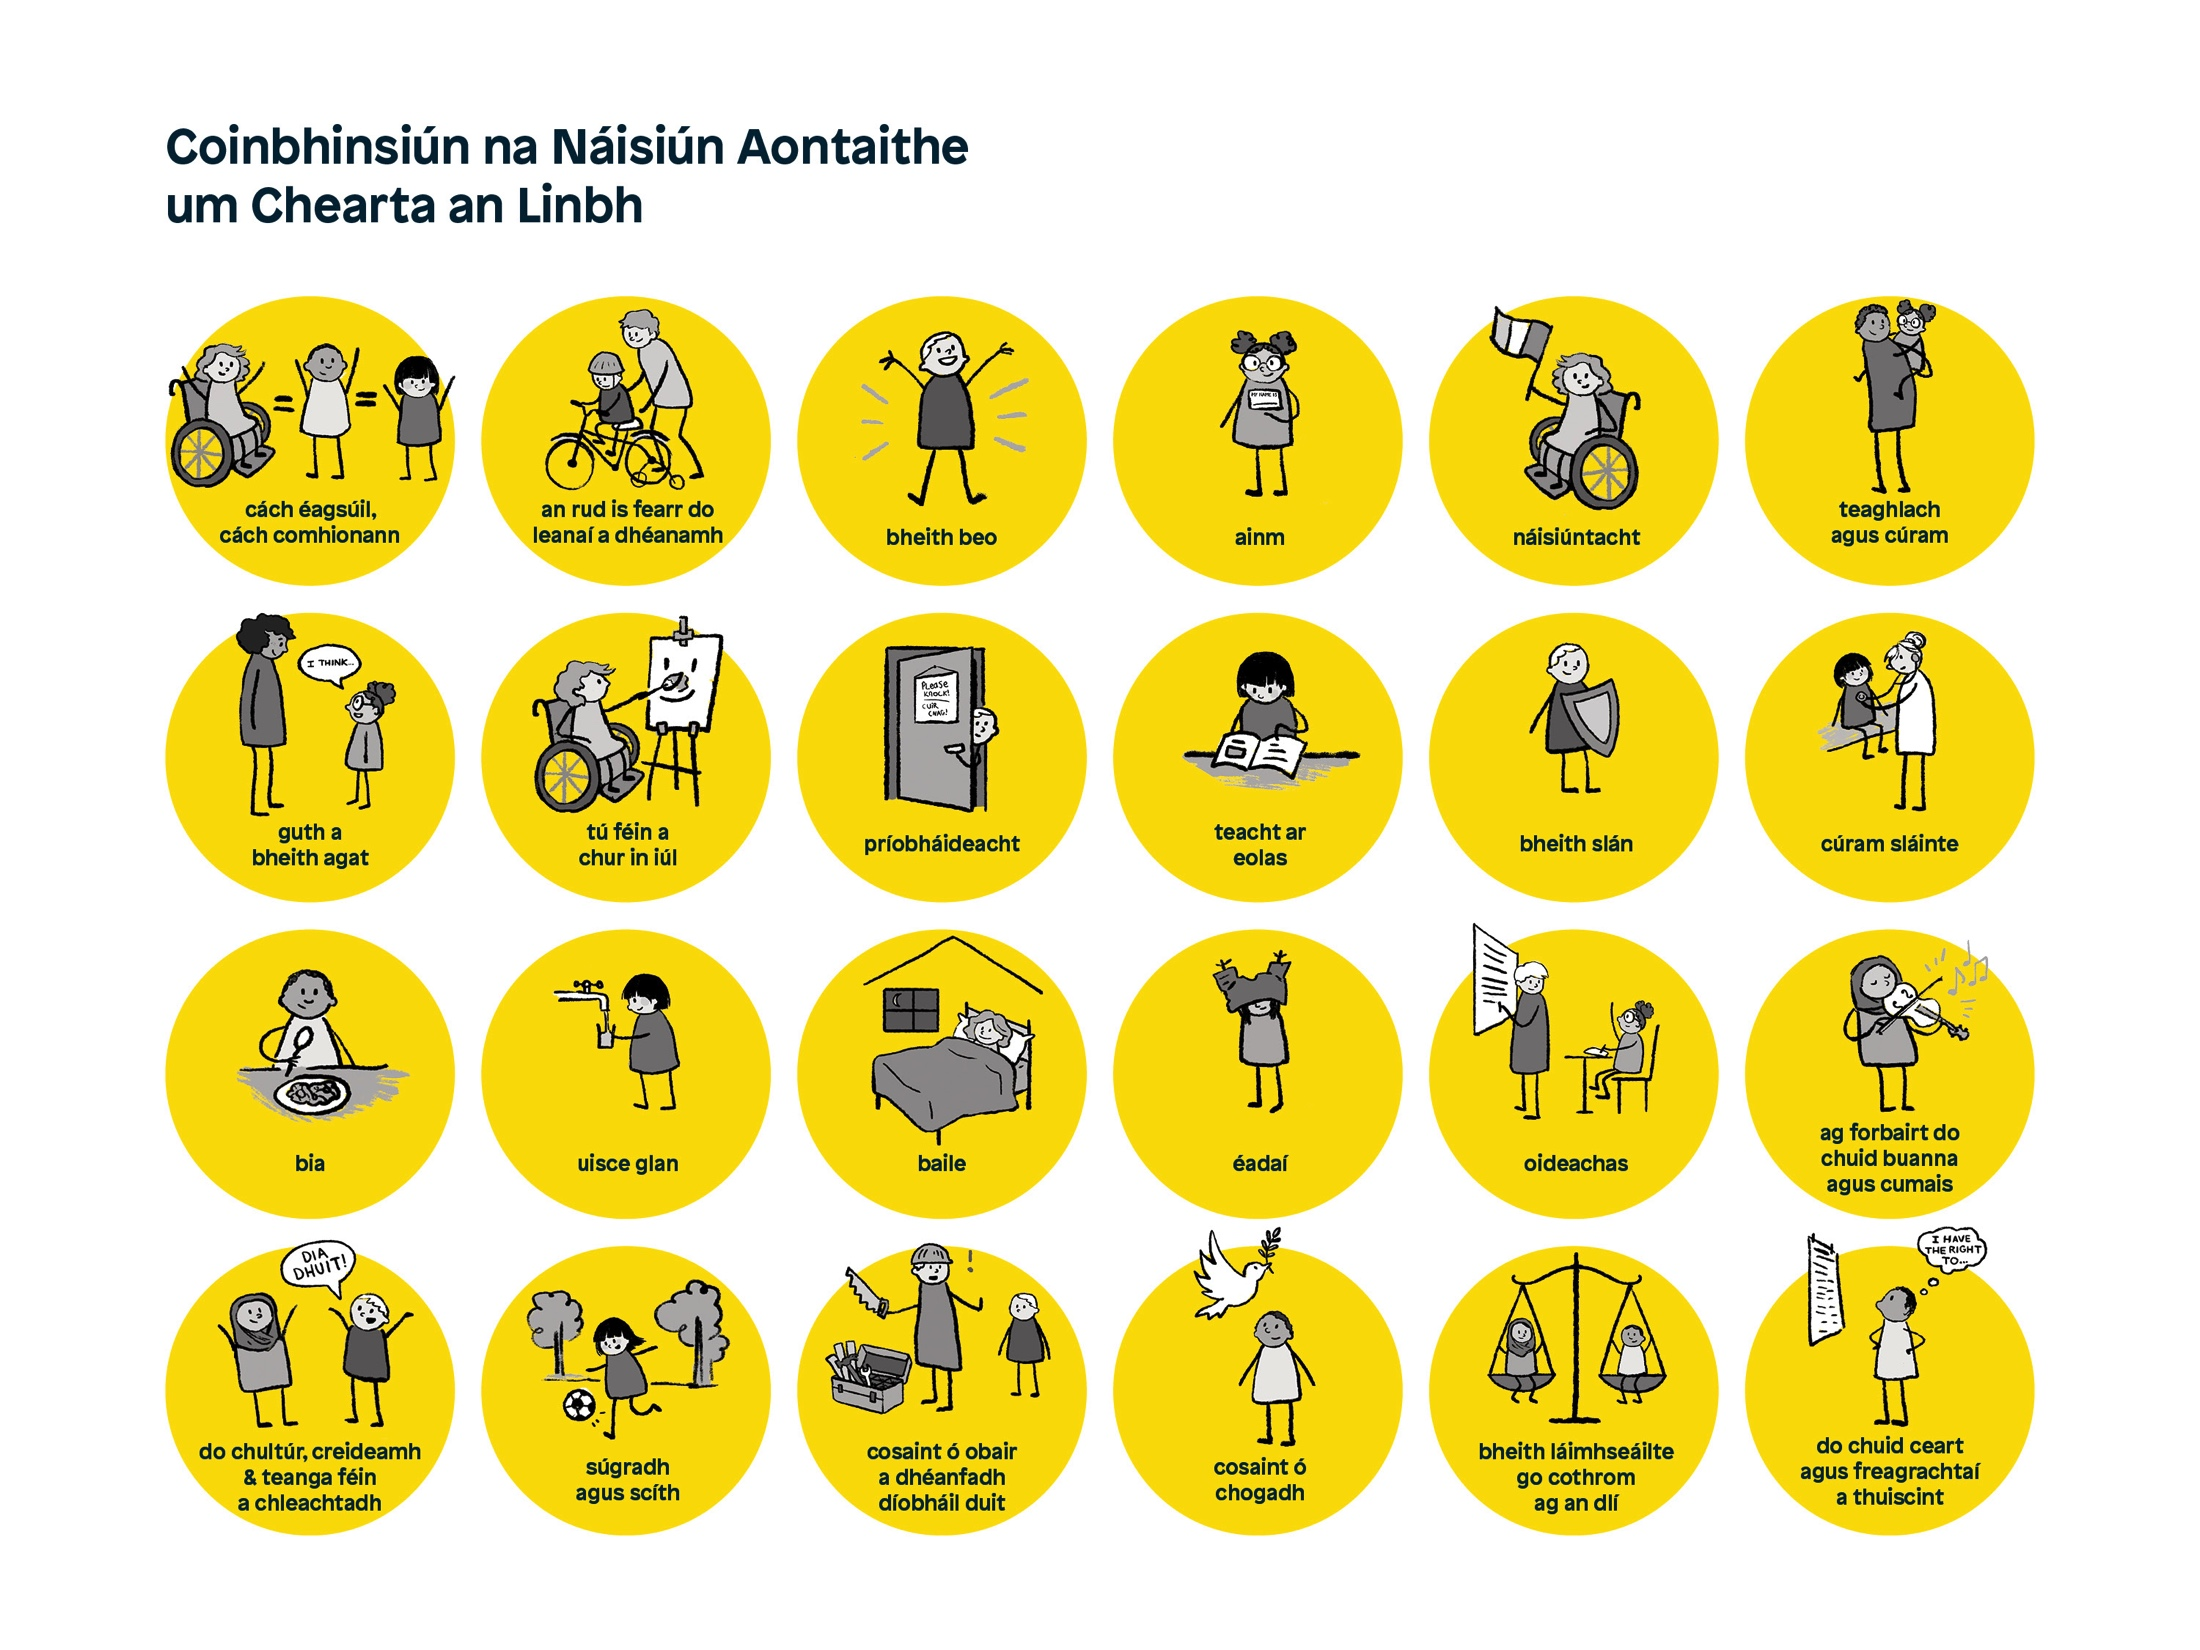 Coinbhinsiún na Náisiún Aontaithe
um Chearta an Linbh
cách éagsúil,
cách comhionann
an rud is fearr do
leanaí a dhéanamh
bheith beo
MY NAME IS
ainm
náisiúntacht
teaghlach
agus cúram
I THINK...
guth a
bheith agat
tú féin a
chur in iúl
PLEASE
KNOCK!
CUIR
CNAG!
príobháideacht
teacht ar
eolas
bheith slán
cúram sláinte
bia
uisce glan
baile
éadaí
oideachas
ag forbairt do
chuid buanna
agus cumais
DIA
DHUIT!
do chultúr, creideamh
& teanga féin
a chleachtadh
súgradh
agus scíth
!
cosaint ó obair
a dhéanfadh
díobháil duit
cosaint ó
chogadh
bheith láimhseáilte
go cothrom
ag an dlí
I HAVE
THE RIGHT
TO...
do chuid ceart
agus freagrachtaí
a thuiscint